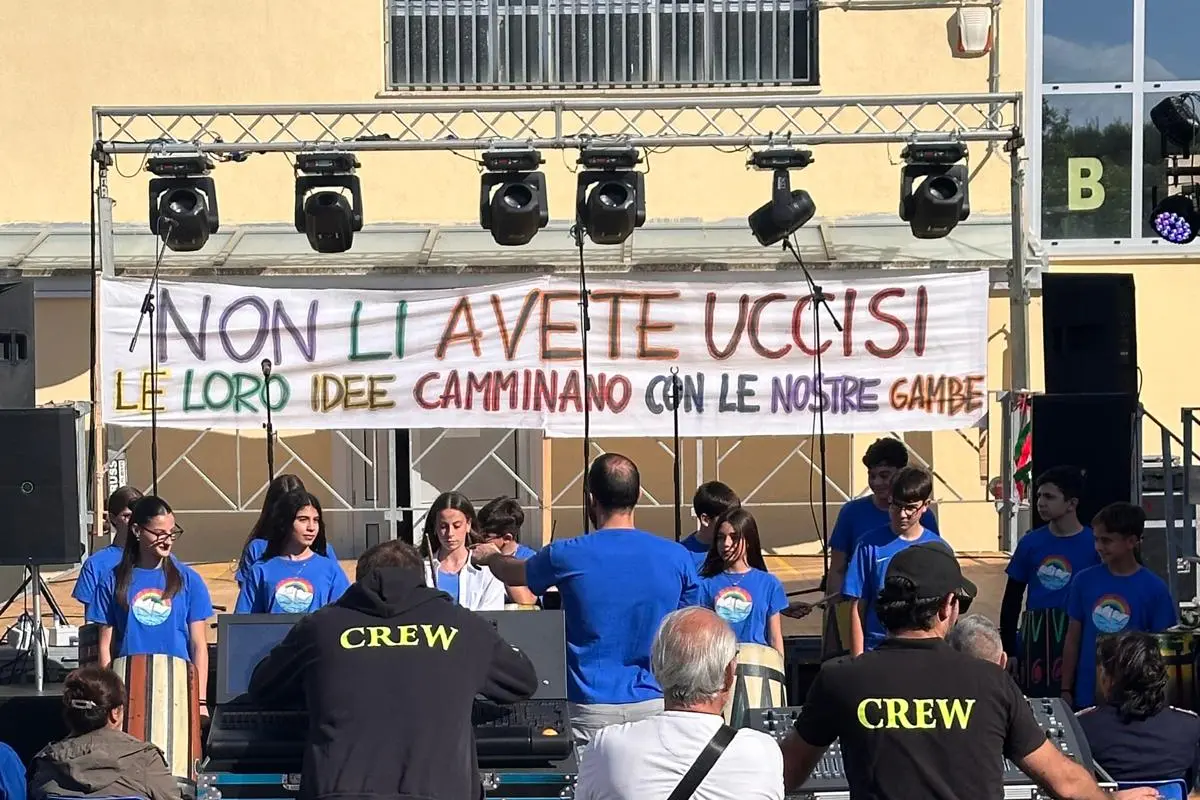 B
NON LI AVETE UCCISI
LE LORO IDEE CAMMINANO CON LE NOSTRE GAMBE
CREW
CREW